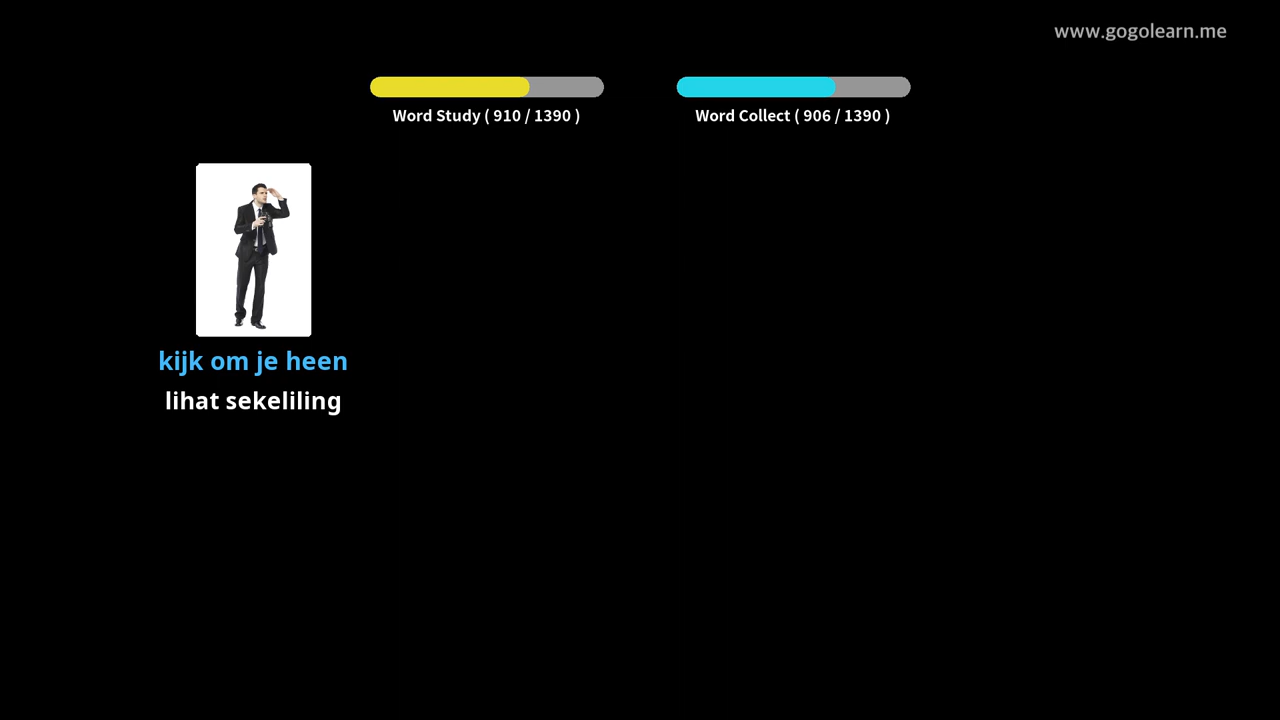 www.gogolearn.me
Word Study ( 910 / 1390 )
Word Collect ( 906 / 1390 )
kijk om je heen
lihat sekeliling